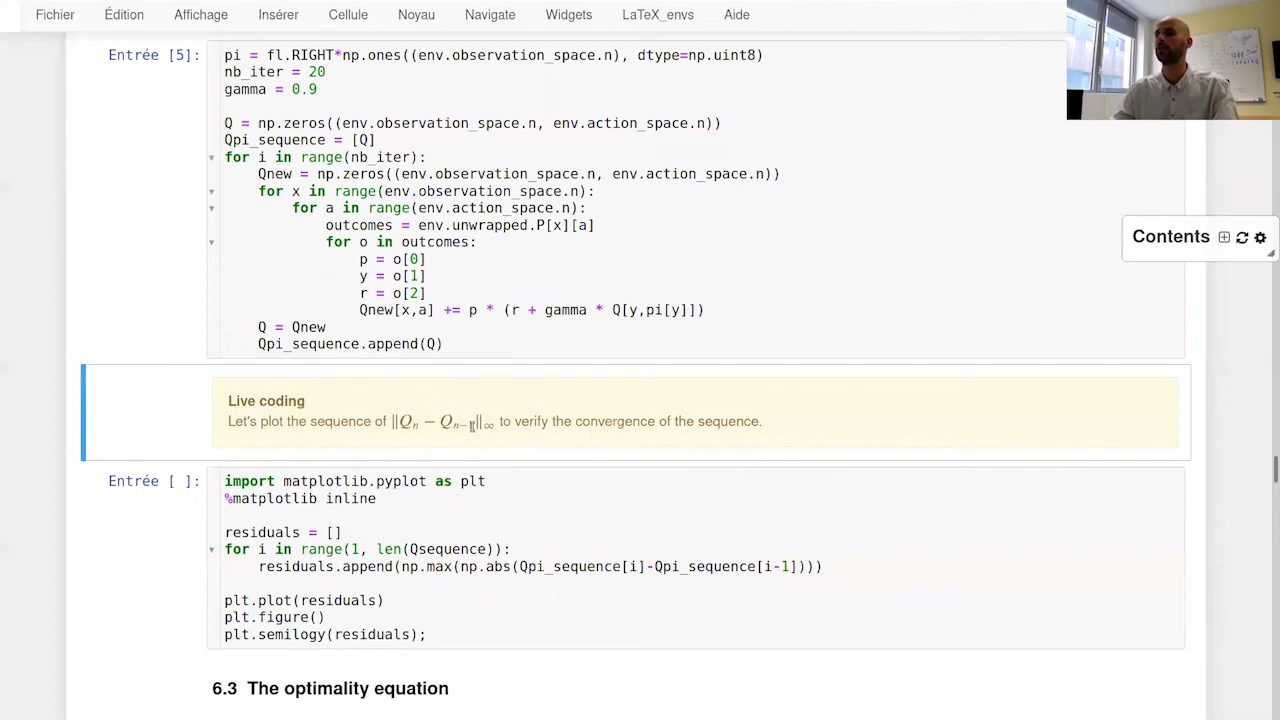 Fichier Édition Affichage Insérer Cellule Noyau Navigate Widgets LaTeX_envs Aide
Entrée [5]:
pi = fl.RIGHT*np.ones((env.observation_space.n), dtype=np.uint8)
nb_iter = 20
gamma = 0.9
Q = np.zeros((env.observation_space.n, env.action_space.n))
Qpi_sequence = [Q]
for i in range(nb_iter):
    Qnew = np.zeros((env.observation_space.n, env.action_space.n))
    for x in range(env.observation_space.n):
        for a in range(env.action_space.n):
            outcomes = env.unwrapped.P[x][a]
            for o in outcomes:
                p = o[0]
                y = o[1]
                r = o[2]
                Qnew[x,a] += p * (r + gamma * Q[y,pi[y]])
    Q = Qnew
    Qpi_sequence.append(Q)
Contents
Live coding
Let's plot the sequence of ‖Qₙ − Qₙ₋₁‖∞ to verify the convergence of the sequence.
Entrée [ ]:
import matplotlib.pyplot as plt
%matplotlib inline
residuals = []
for i in range(1, len(Qsequence)):
    residuals.append(np.max(np.abs(Qpi_sequence[i]-Qpi_sequence[i-1])))
plt.plot(residuals)
plt.figure()
plt.semilogy(residuals);
6.3 The optimality equation